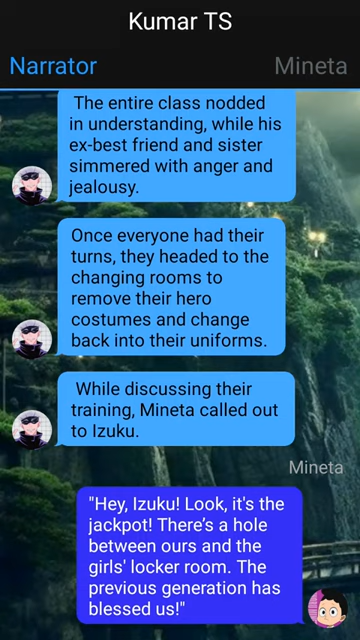 Kumar TS
Narrator
Mineta
The entire class nodded
in understanding, while his
ex-best friend and sister
simmered with anger and
jealousy.
Once everyone had their
turns, they headed to the
changing rooms to
remove their hero
costumes and change
back into their uniforms.
While discussing their
training, Mineta called out
to Izuku.
Mineta
"Hey, Izuku! Look, it's the
jackpot! There’s a hole
between ours and the
girls' locker room. The
previous generation has
blessed us!"